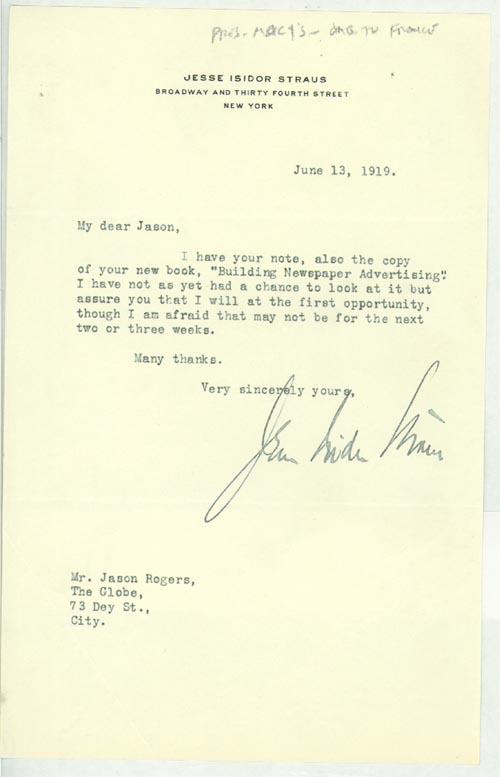 PRES. MACY'S - AMB TO FRANCE
JESSE ISIDOR STRAUS
BROADWAY AND THIRTY FOURTH STREET
NEW YORK
June 13, 1919.
My dear Jason,
I have your note, also the copy
of your new book, "Building Newspaper Advertising".
I have not as yet had a chance to look at it but
assure you that I will at the first opportunity,
though I am afraid that may not be for the next
two or three weeks.
Many thanks.
Very sincerely yours,
Jesse Isidor Straus
Mr. Jason Rogers,
The Globe,
73 Dey St.,
City.